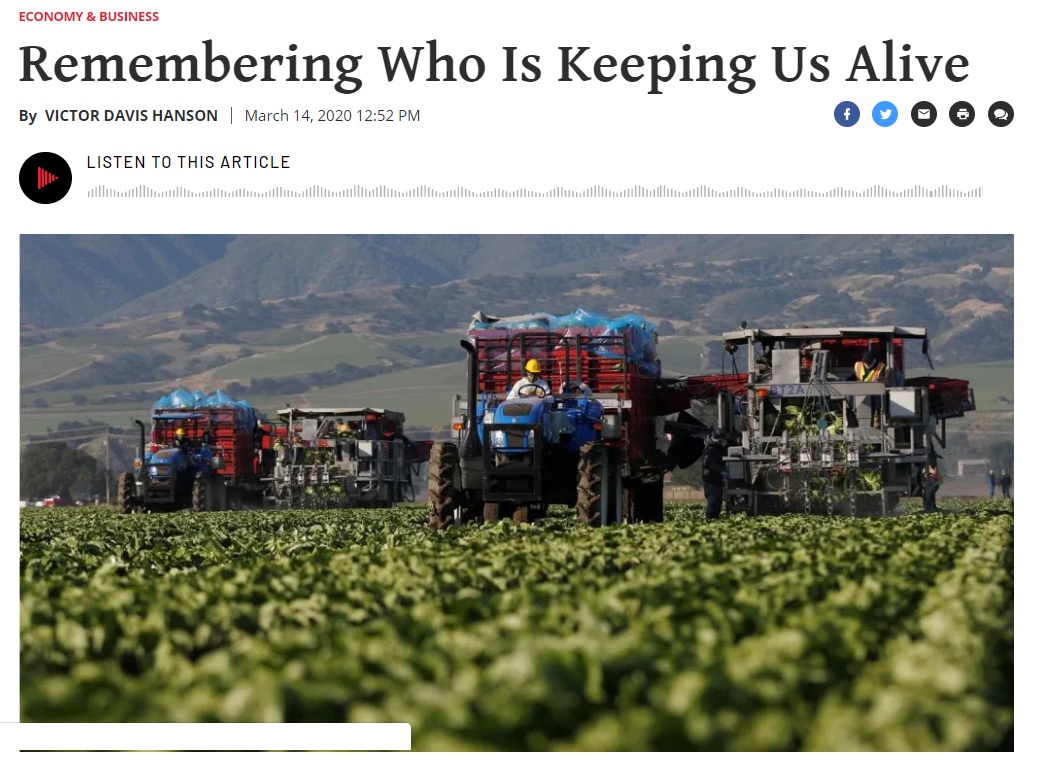 ECONOMY & BUSINESS
Remembering Who Is Keeping Us Alive
By VICTOR DAVIS HANSON | March 14, 2020 12:52 PM
LISTEN TO THIS ARTICLE
BT2A